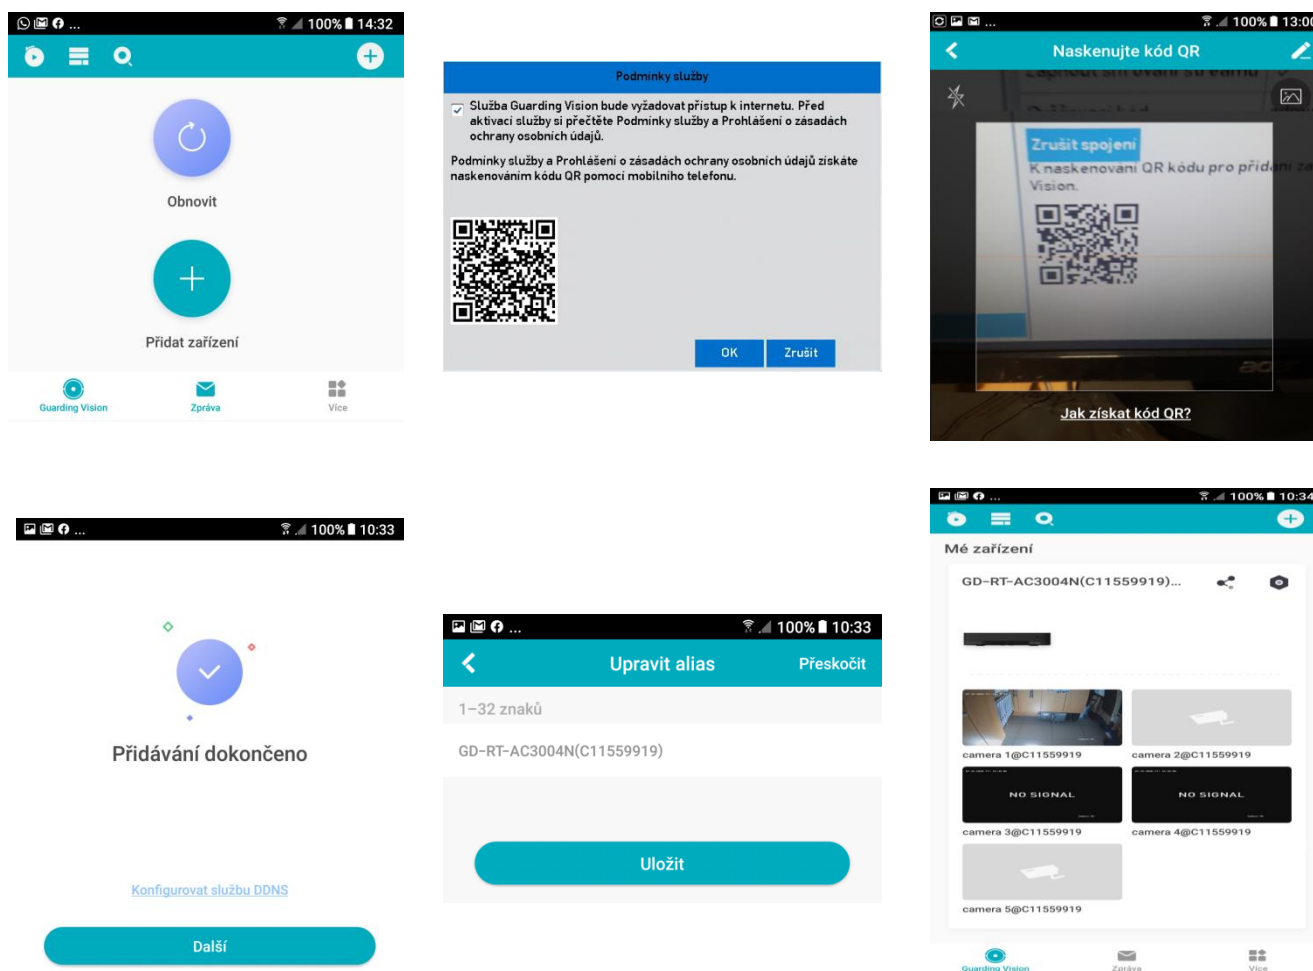 ... 100% 14:32
Obnovit
Přidat zařízení
Guarding Vision Zpráva Více
Podmínky služby
Služba Guarding Vision bude vyžadovat přístup k internetu. Před
aktivací služby si přečtěte Podmínky služby a Prohlášení o zásadách
ochrany osobních údajů.
Podmínky služby a Prohlášení o zásadách ochrany osobních údajů získáte
naskenováním kódu QR pomocí mobilního telefonu.
OK Zrušit
... 100% 13:00
Naskenujte kód QR
Zrušit spojení
K naskenování QR kódu pro přidání
Vision.
acer
Jak získat kód QR?
... 100% 10:33
Přidávání dokončeno
Konfigurovat službu DDNS
Další
... 100% 10:33
Upravit alias Přeskočit
1–32 znaků
GD-RT-AC3004N(C11559919)
Uložit
... 100% 10:34
Mé zařízení
GD-RT-AC3004N(C11559919)...
camera 1@C11559919 camera 2@C11559919
NO SIGNAL NO SIGNAL
camera 3@C11559919 camera 4@C11559919
camera 5@C11559919
Guarding Vision Zpráva Více